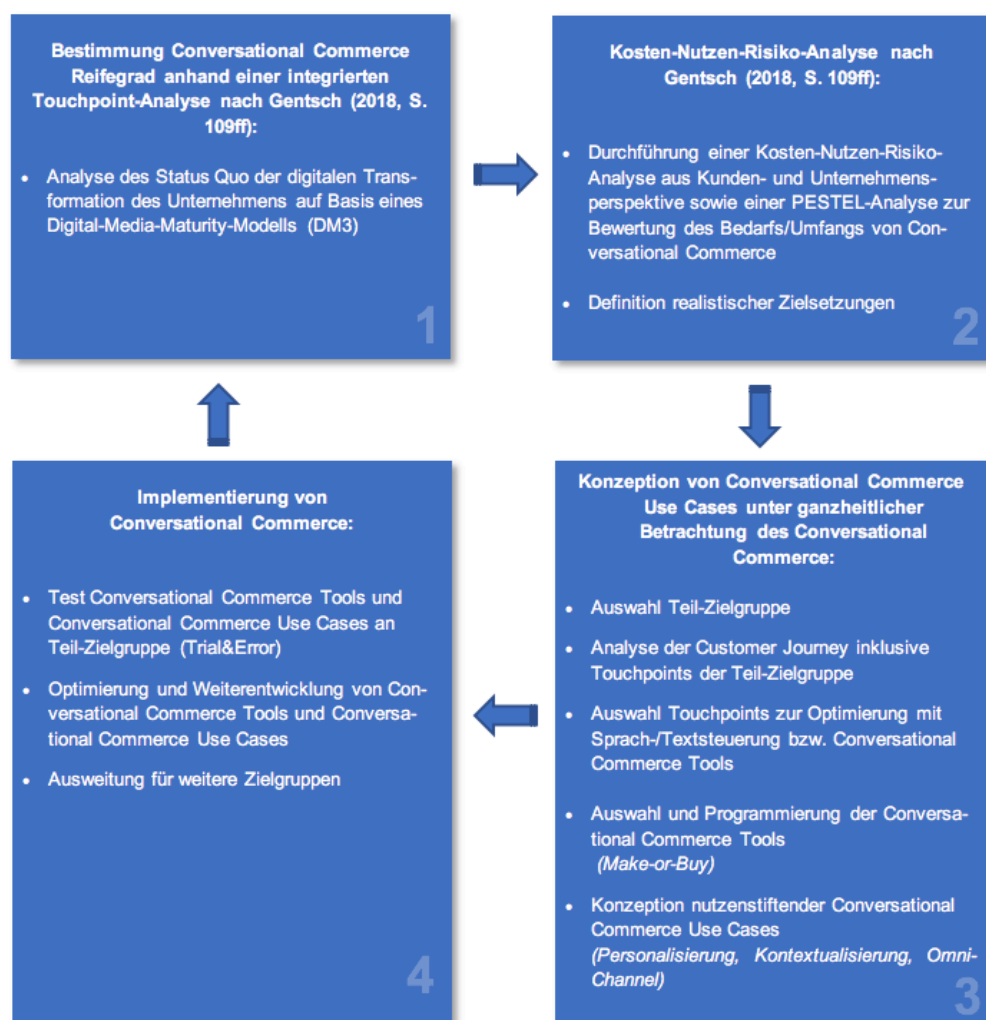 Bestimmung Conversational Commerce
Reifegrad anhand einer integrierten
Touchpoint-Analyse nach Gentsch (2018, S.
109ff):
• Analyse des Status Quo der digitalen Trans-
formation des Unternehmens auf Basis eines
Digital-Media-Maturity-Modells (DM3)
1
Kosten-Nutzen-Risiko-Analyse nach
Gentsch (2018, S. 109ff):
• Durchführung einer Kosten-Nutzen-Risiko-
Analyse aus Kunden- und Unternehmens-
perspektive sowie einer PESTEL-Analyse zur
Bewertung des Bedarfs/Umfangs von Con-
versational Commerce
• Definition realistischer Zielsetzungen
2
Konzeption von Conversational Commerce
Use Cases unter ganzheitlicher
Betrachtung des Conversational
Commerce:
• Auswahl Teil-Zielgruppe
• Analyse der Customer Journey inklusive
Touchpoints der Teil-Zielgruppe
• Auswahl Touchpoints zur Optimierung mit
Sprach-/Textsteuerung bzw. Conversational
Commerce Tools
• Auswahl und Programmierung der Conversa-
tional Commerce Tools
(Make-or-Buy)
• Konzeption nutzenstiftender Conversational
Commerce Use Cases
(Personalisierung, Kontextualisierung, Omni-
Channel)
3
Implementierung von
Conversational Commerce:
• Test Conversational Commerce Tools und
Conversational Commerce Use Cases an
Teil-Zielgruppe (Trial&Error)
• Optimierung und Weiterentwicklung von Con-
versational Commerce Tools und Conversa-
tional Commerce Use Cases
• Ausweitung für weitere Zielgruppen
4